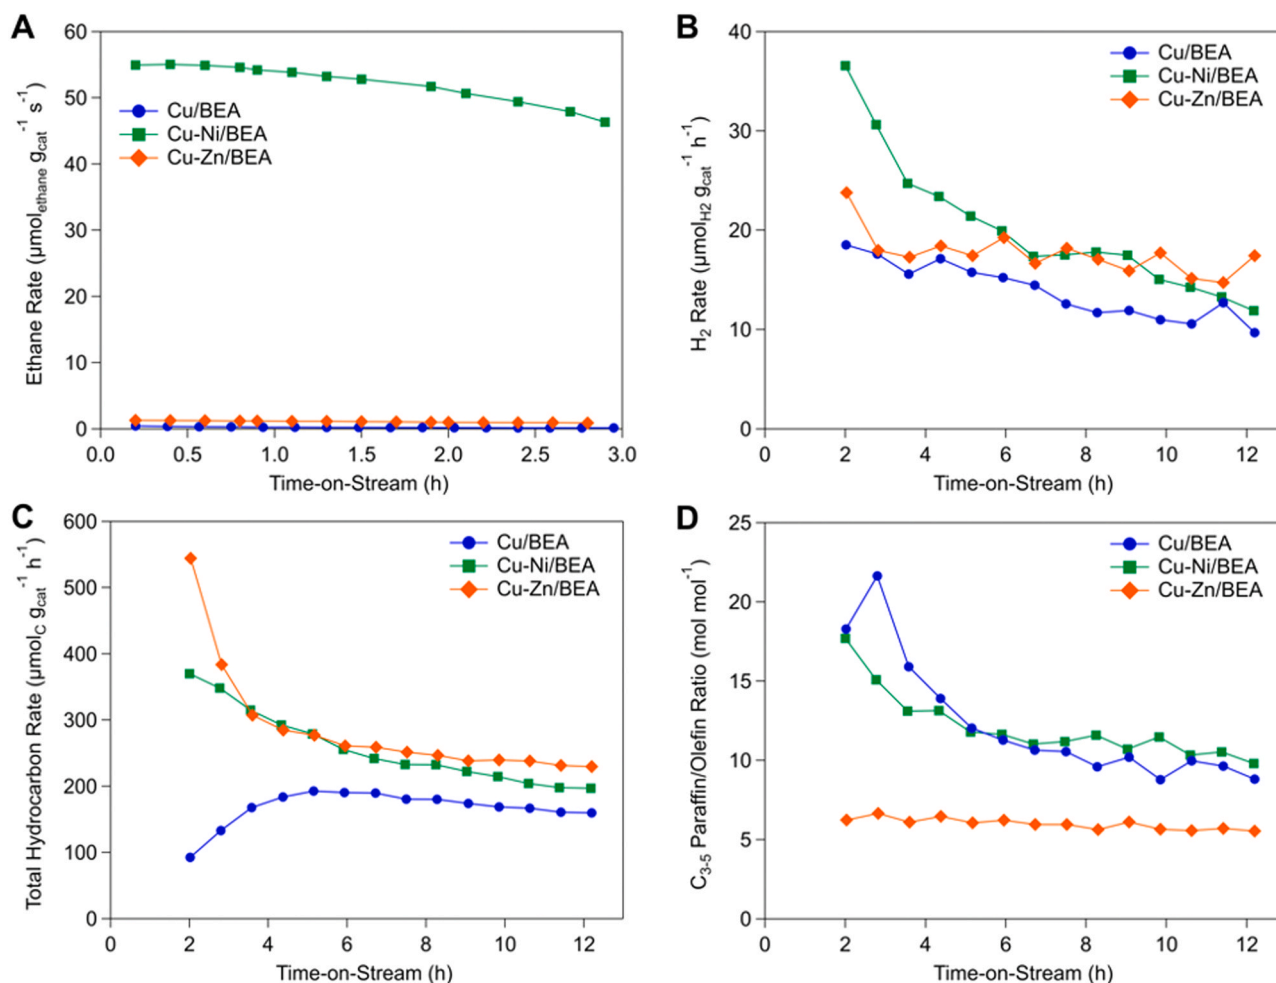 A
Ethane Rate (μmol_ethane g_cat^-1 s^-1)
60
50
40
30
20
10
0
Cu/BEA
Cu-Ni/BEA
Cu-Zn/BEA
0.0 0.5 1.0 1.5 2.0 2.5 3.0
Time-on-Stream (h)
B
H_2 Rate (μmol_H2 g_cat^-1 h^-1)
40
30
20
10
0
Cu/BEA
Cu-Ni/BEA
Cu-Zn/BEA
0 2 4 6 8 10 12
Time-on-Stream (h)
C
Total Hydrocarbon Rate (μmol_C g_cat^-1 h^-1)
600
500
400
300
200
100
0
Cu/BEA
Cu-Ni/BEA
Cu-Zn/BEA
0 2 4 6 8 10 12
Time-on-Stream (h)
D
C_3-5 Paraffin/Olefin Ratio (mol mol^-1)
25
20
15
10
5
0
Cu/BEA
Cu-Ni/BEA
Cu-Zn/BEA
0 2 4 6 8 10 12
Time-on-Stream (h)